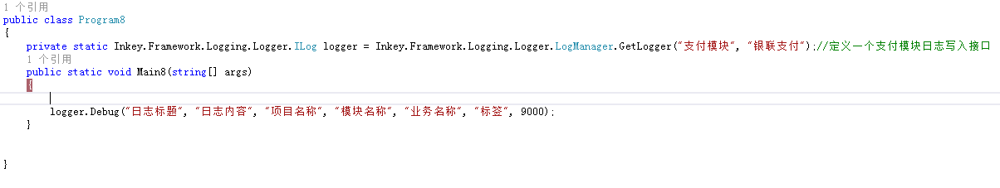 1 个引用
public class Program8
{
private static Inkey.Framework.Logging.Logger.ILog logger = Inkey.Framework.Logging.Logger.LogManager.GetLogger("支付模块", "银联支付");//定义一个支付模块日志写入接口
1 个引用
public static void Main8(string[] args)
{
logger.Debug("日志标题", "日志内容", "项目名称", "模块名称", "业务名称", "标签", 9000);
}
}